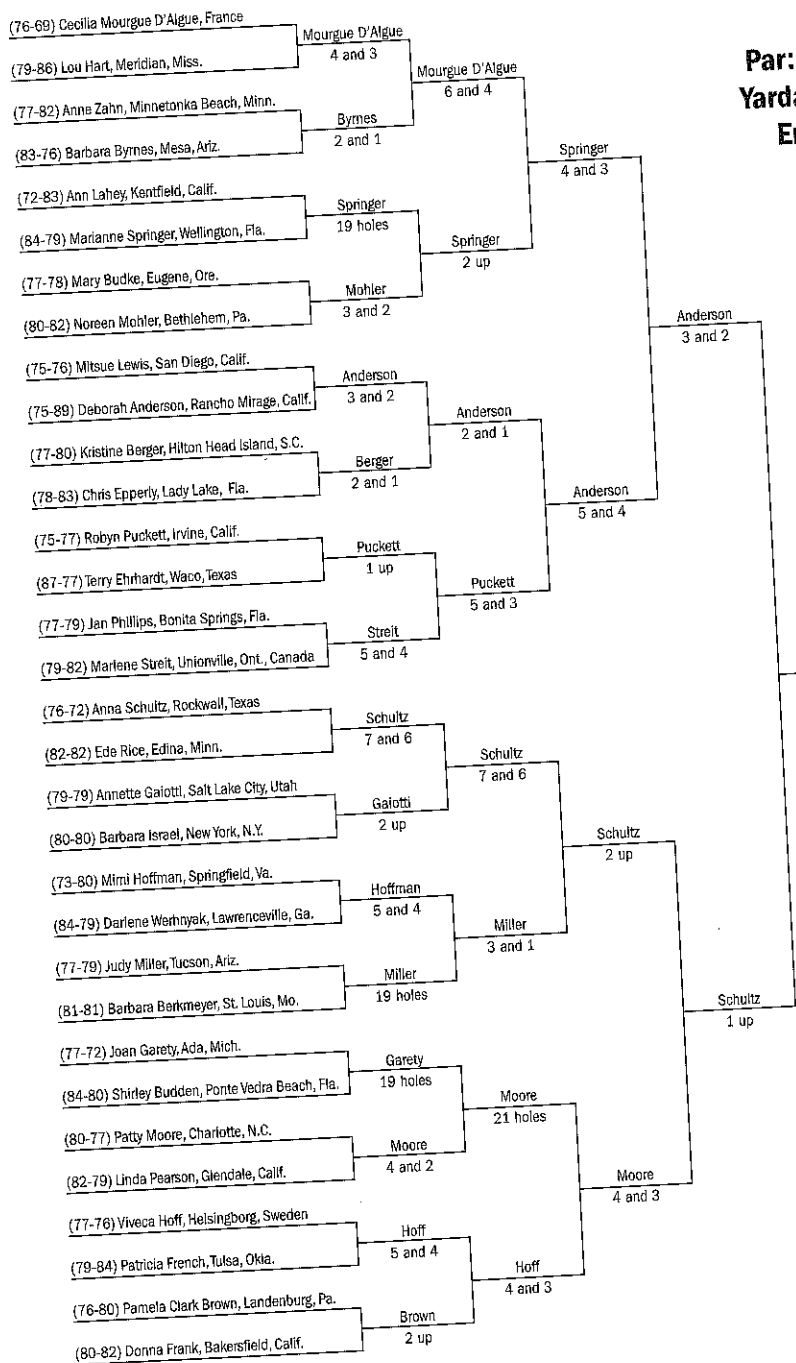 (76-69) Cecilia Mourgue D'Algue, France
(79-86) Lou Hart, Meridian, Miss.
(77-82) Anne Zahn, Minnetonka Beach, Minn.
(83-76) Barbara Byrnes, Mesa, Ariz.
(72-83) Ann Lahey, Kentfield, Calif.
(84-79) Marianne Springer, Wellington, Fla.
(77-78) Mary Budke, Eugene, Ore.
(80-82) Noreen Mohler, Bethlehem, Pa.
(75-76) Mitsue Lewis, San Diego, Calif.
(75-89) Deborah Anderson, Rancho Mirage, Calif.
(77-80) Kristine Berger, Hilton Head Island, S.C.
(78-83) Chris Epperly, Lady Lake, Fla.
(75-77) Robyn Puckett, Irvine, Calif.
(87-77) Terry Ehrhardt, Waco, Texas
(77-79) Jan Phillips, Bonita Springs, Fla.
(79-82) Marlene Streit, Unionville, Ont., Canada
(76-72) Anna Schultz, Rockwall, Texas
(82-82) Ede Rice, Edina, Minn.
(79-79) Annette Gaiotti, Salt Lake City, Utah
(80-80) Barbara Israel, New York, N.Y.
(73-80) Mimi Hoffman, Springfield, Va.
(84-79) Darlene Werhnyak, Lawrenceville, Ga.
(77-79) Judy Miller, Tucson, Ariz.
(81-81) Barbara Berkmeyer, St. Louis, Mo.
(77-72) Joan Garety, Ada, Mich.
(84-80) Shirley Budden, Ponte Vedra Beach, Fla.
(80-77) Patty Moore, Charlotte, N.C.
(82-79) Linda Pearson, Glendale, Calif.
(77-76) Viveca Hoff, Helsingborg, Sweden
(79-84) Patricia French, Tulsa, Okla.
(76-80) Pamela Clark Brown, Landenburg, Pa.
(80-82) Donna Frank, Bakersfield, Calif.
Mourgue D'Algue
4 and 3
Byrnes
2 and 1
Springer
19 holes
Mohler
3 and 2
Anderson
3 and 2
Berger
2 and 1
Puckett
1 up
Streit
5 and 4
Schultz
7 and 6
Gaiotti
2 up
Hoffman
5 and 4
Miller
19 holes
Garety
19 holes
Moore
4 and 2
Hoff
5 and 4
Brown
2 up
Mourgue D'Algue
6 and 4
Springer
2 up
Anderson
2 and 1
Puckett
5 and 3
Schultz
7 and 6
Miller
3 and 1
Moore
21 holes
Hoff
4 and 3
Springer
4 and 3
Anderson
5 and 4
Schultz
2 up
Moore
4 and 3
Anderson
3 and 2
Schultz
1 up
Par:
Yarda